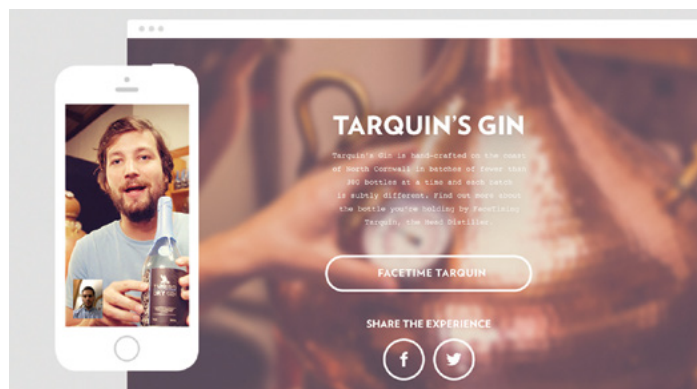 TARQUIN'S GIN
Tarquin's Gin is hand-crafted on the coast
of North Cornwall in batches of fewer than
300 bottles at a time and each batch
is subtly different. Find out more about
the bottle you're holding by FaceTiming
Tarquin, the Head Distiller.
FACETIME TARQUIN
SHARE THE EXPERIENCE
f
DRY GIN